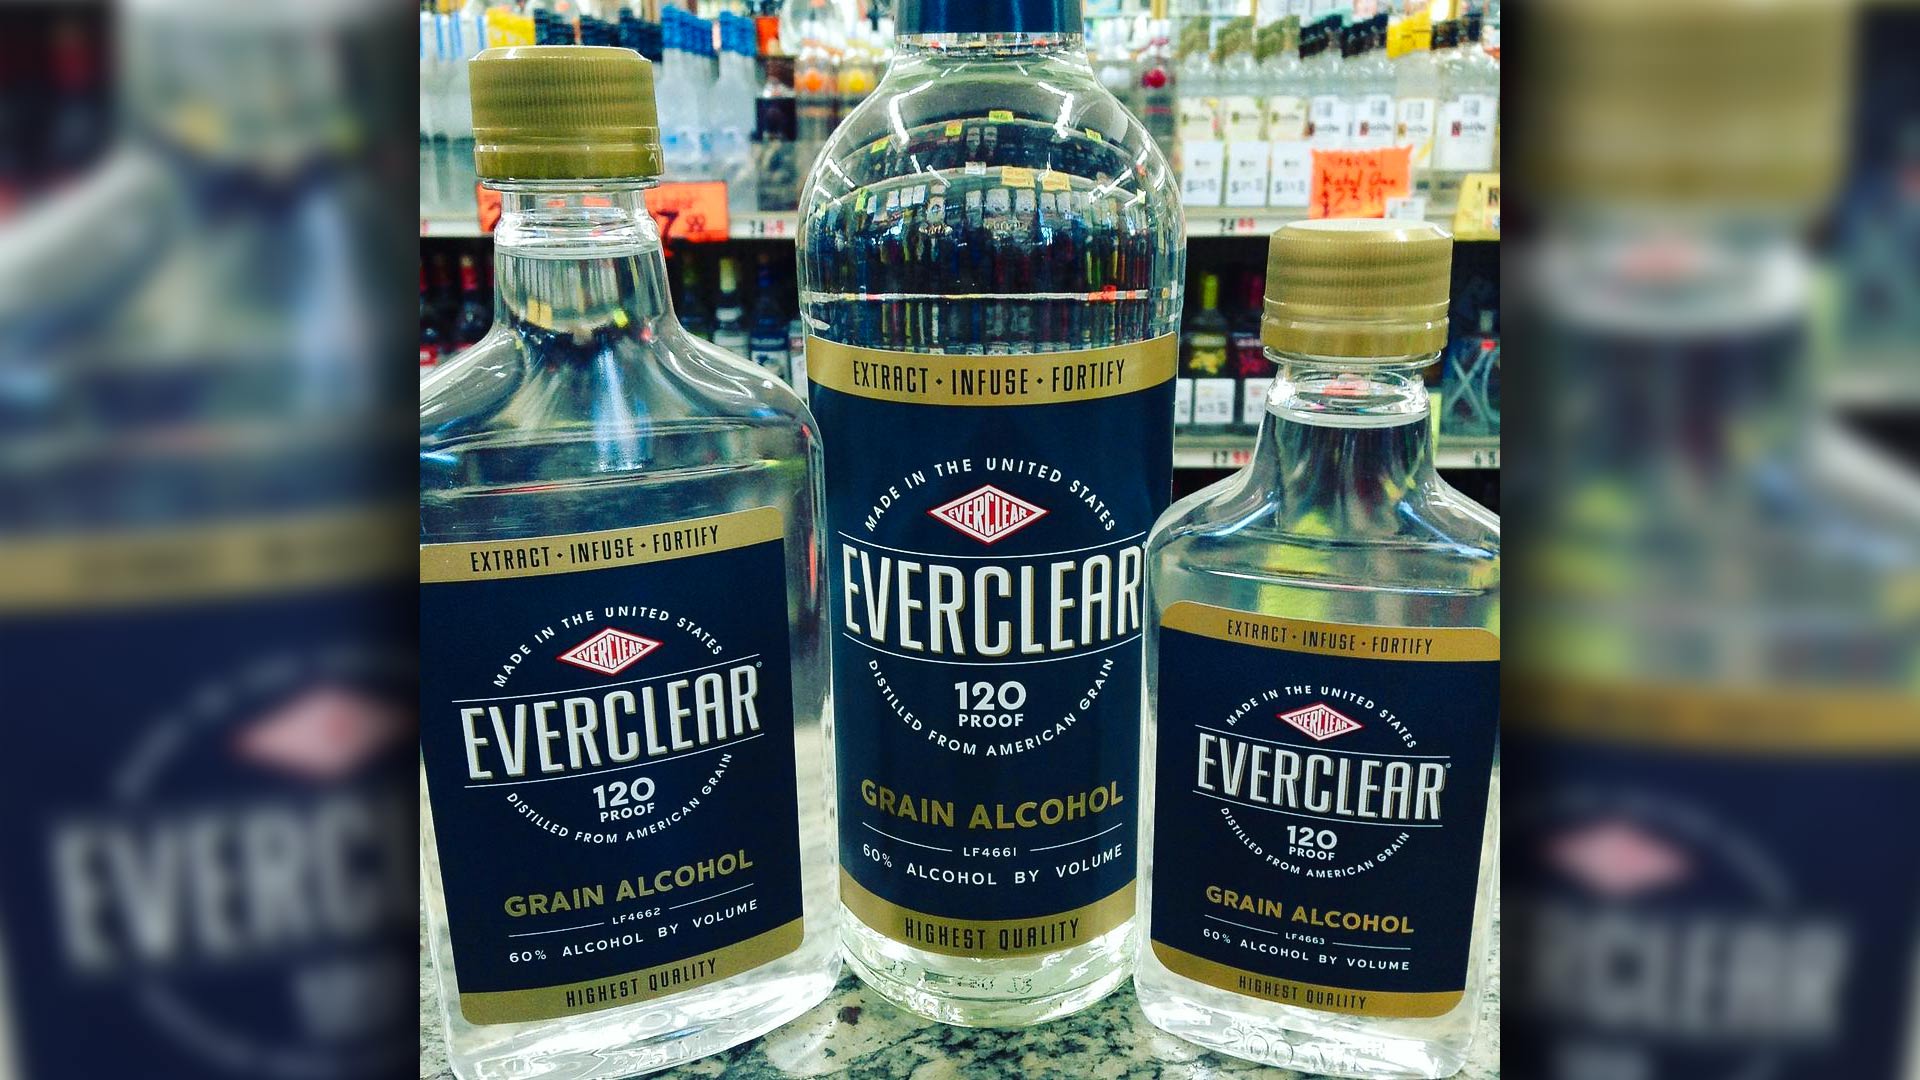 EXTRACT • INFUSE • FORTIFY
MADE IN THE UNITED STATES
EVERCLEAR
EVERCLEAR®
120
PROOF
DISTILLED FROM AMERICAN GRAIN
GRAIN ALCOHOL
LF4662
60% ALCOHOL BY VOLUME
HIGHEST QUALITY
EXTRACT • INFUSE • FORTIFY
MADE IN THE UNITED STATES
EVERCLEAR
EVERCLEAR
120
PROOF
DISTILLED FROM AMERICAN GRAIN
GRAIN ALCOHOL
LF4661
60% ALCOHOL BY VOLUME
HIGHEST QUALITY
EXTRACT • INFUSE • FORTIFY
MADE IN THE UNITED STATES
EVERCLEAR
EVERCLEAR®
120
PROOF
DISTILLED FROM AMERICAN GRAIN
GRAIN ALCOHOL
LF4663
60% ALCOHOL BY VOLUME
HIGHEST QUALITY